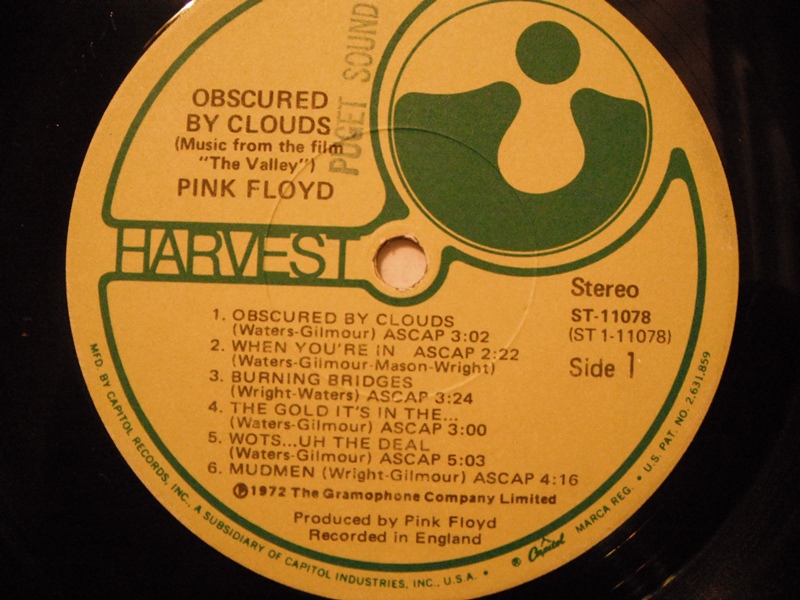 PUGET SOUND
OBSCURED
BY CLOUDS
(Music from the film
"The Valley")
PINK FLOYD
HARVEST
Stereo
ST-11078
(ST 1-11078)
Side 1
1. OBSCURED BY CLOUDS
(Waters-Gilmour) ASCAP 3:02
2. WHEN YOU'RE IN ASCAP 2:22
(Waters-Gilmour-Mason-Wright)
3. BURNING BRIDGES
(Wright-Waters) ASCAP 3:24
4. THE GOLD IT'S IN THE...
(Waters-Gilmour) ASCAP 3:00
5. WOTS...UH THE DEAL
(Waters-Gilmour) ASCAP 5:03
6. MUDMEN (Wright-Gilmour) ASCAP 4:16
℗1972 The Gramophone Company Limited
Produced by Pink Floyd
Recorded in England
MFD. BY CAPITOL RECORDS, INC., A SUBSIDIARY OF CAPITOL INDUSTRIES, INC., U.S.A. • ® Capitol MARCA REG. • U.S. PAT. NO. 2,631,859